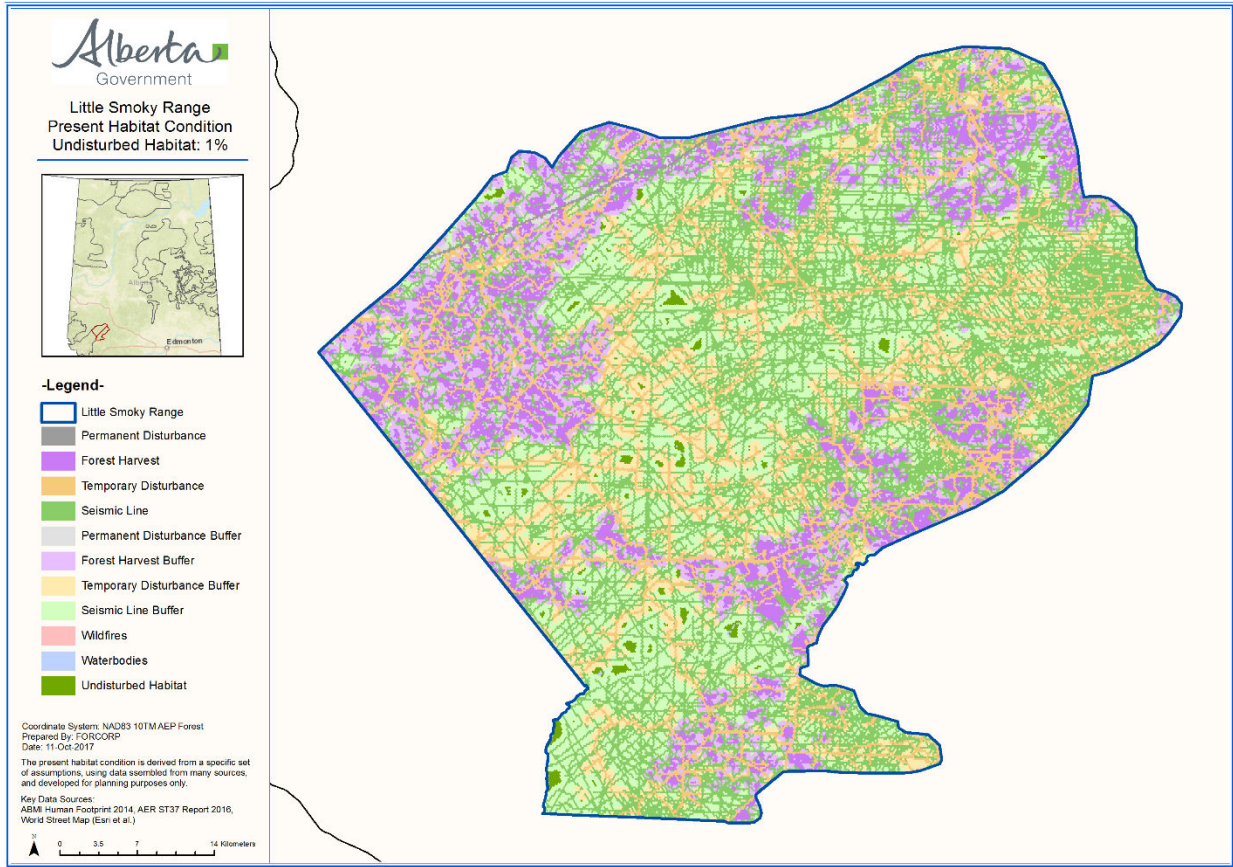 Alberta
Government
Little Smoky Range
Present Habitat Condition
Undisturbed Habitat: 1%
Alberta
Edmonton
-Legend-
Little Smoky Range
Permanent Disturbance
Forest Harvest
Temporary Disturbance
Seismic Line
Permanent Disturbance Buffer
Forest Harvest Buffer
Temporary Disturbance Buffer
Seismic Line Buffer
Wildfires
Waterbodies
Undisturbed Habitat
Coordinate System: NAD83 10TM AEP Forest
Prepared By: FORCORP
Date: 11-Oct-2017
The present habitat condition is derived from a specific set
of assumptions, using data ssembled from many sources,
and developed for planning purposes only.
Key Data Sources:
ABMI Human Footprint 2014, AER ST37 Report 2016,
World Street Map (Esri et al.)
N
0 3.5 7 14 Kilometers